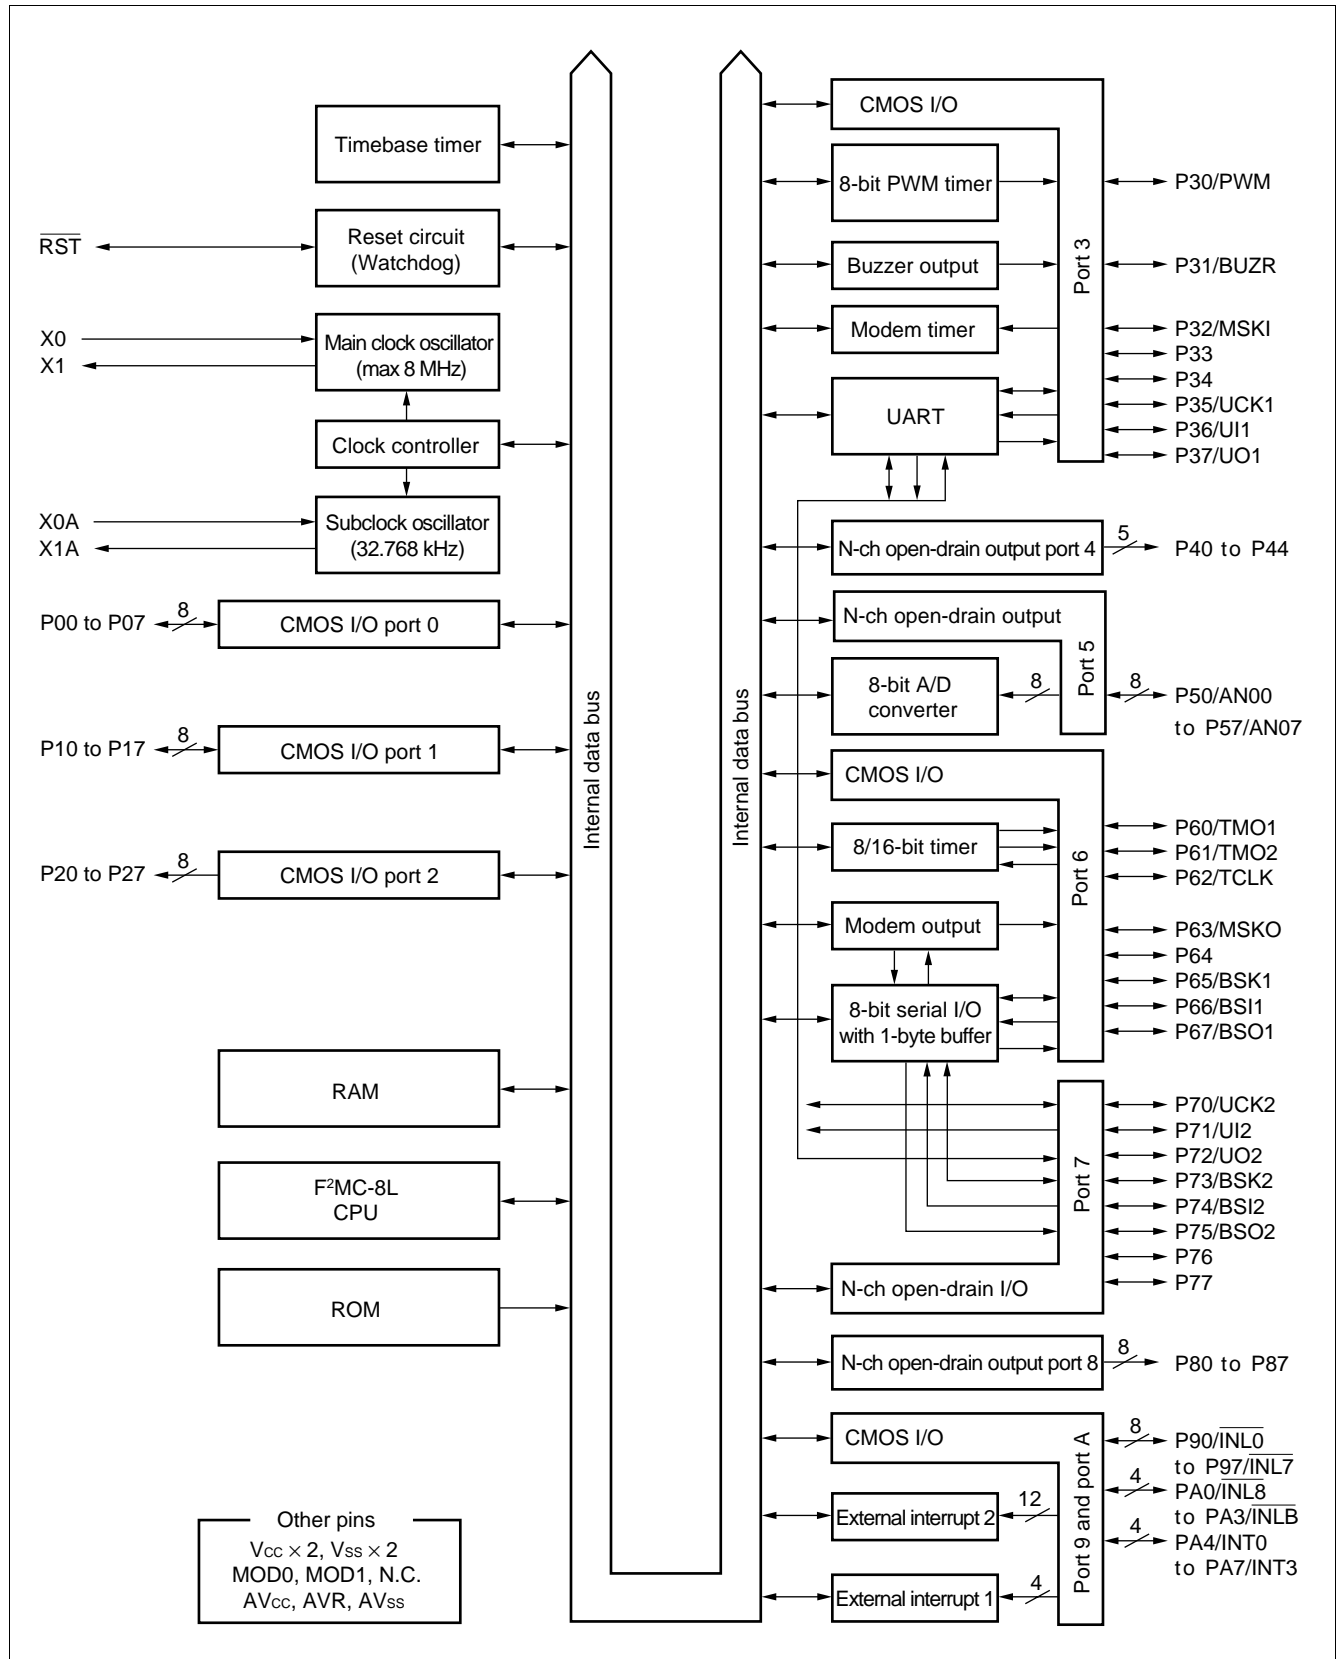 Timebase timer
RST
Reset circuit
(Watchdog)
X0
X1
Main clock oscillator
(max 8 MHz)
Clock controller
X0A
X1A
Subclock oscillator
(32.768 kHz)
P00 to P07
8
CMOS I/O port 0
P10 to P17
8
CMOS I/O port 1
P20 to P27
8
CMOS I/O port 2
RAM
F²MC-8L
CPU
ROM
Other pins
VCC × 2, VSS × 2
MOD0, MOD1, N.C.
AVCC, AVR, AVSS
Internal data bus
Internal data bus
CMOS I/O
8-bit PWM timer
Buzzer output
Modem timer
UART
Port 3
P30/PWM
P31/BUZR
P32/MSKI
P33
P34
P35/UCK1
P36/UI1
P37/UO1
N-ch open-drain output port 4
5
P40 to P44
N-ch open-drain output
8-bit A/D
converter
8
Port 5
8
P50/AN00
to P57/AN07
CMOS I/O
8/16-bit timer
Modem output
8-bit serial I/O
with 1-byte buffer
Port 6
P60/TMO1
P61/TMO2
P62/TCLK
P63/MSKO
P64
P65/BSK1
P66/BSI1
P67/BSO1
Port 7
P70/UCK2
P71/UI2
P72/UO2
P73/BSK2
P74/BSI2
P75/BSO2
P76
P77
N-ch open-drain I/O
N-ch open-drain output port 8
8
P80 to P87
CMOS I/O
External interrupt 2
12
External interrupt 1
4
Port 9 and port A
8
P90/INL0
to P97/INL7
4
PA0/INL8
to PA3/INLB
4
PA4/INT0
to PA7/INT3